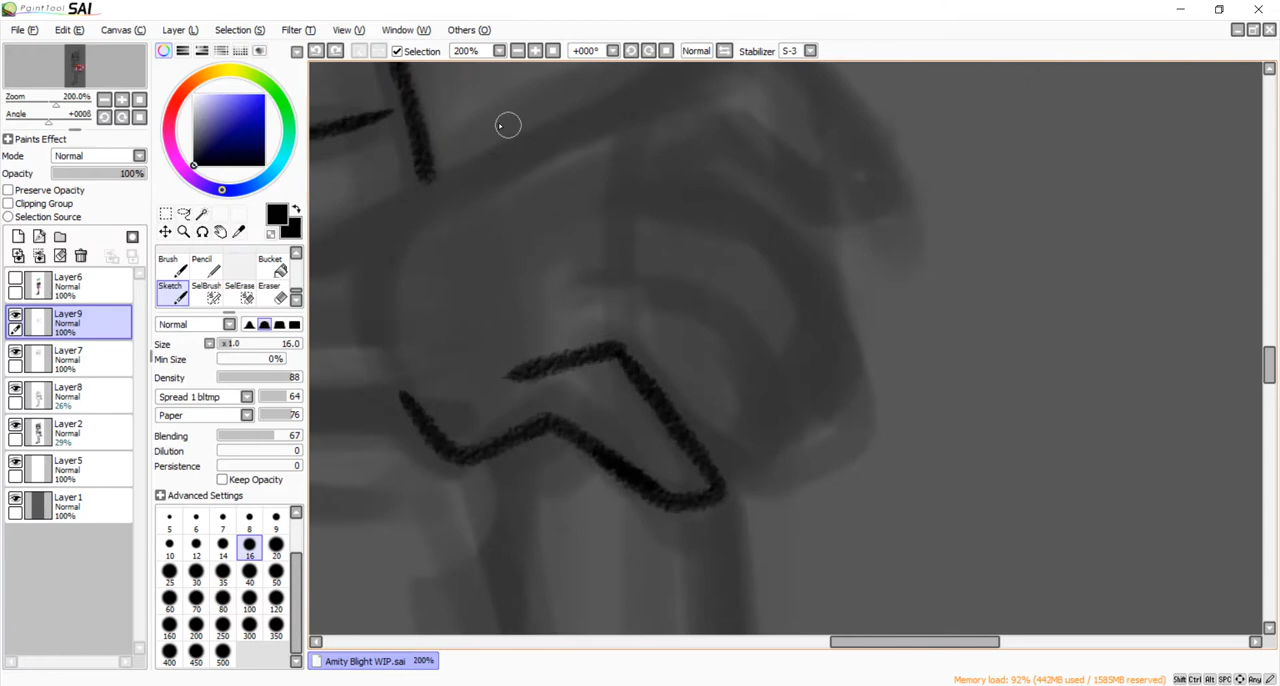 PaintTool SAI
File (F) Edit (E) Canvas (C) Layer (L) Selection (S) Filter (T) View (V) Window (W) Others (O)
Selection 200% +000° Normal Stabilizer S-3
Zoom 200.0%
Angle +000§
Paints Effect
Mode Normal
Opacity 100%
Preserve Opacity
Clipping Group
Selection Source
Layer6
Normal
100%
Layer9
Normal
100%
Layer7
Normal
100%
Layer8
Normal
26%
Layer2
Normal
29%
Layer5
Normal
100%
Layer1
Normal
100%
Brush Pencil Bucket
Sketch SelBrush SelErase Eraser
Normal
Size x 1.0 16.0
Min Size 0%
Density 88
Spread 1 bltmp 64
Paper 76
Blending 67
Dilution 0
Persistence 0
Keep Opacity
Advanced Settings
5 6 7 8 9
10 12 14 16 20
25 30 35 40 50
60 70 80 100 120
160 200 250 300 350
400 450 500
Amity Blight WIP.sai 200%
Memory load: 92% (442MB used / 1585MB reserved) Shift Ctrl Alt SPC Any